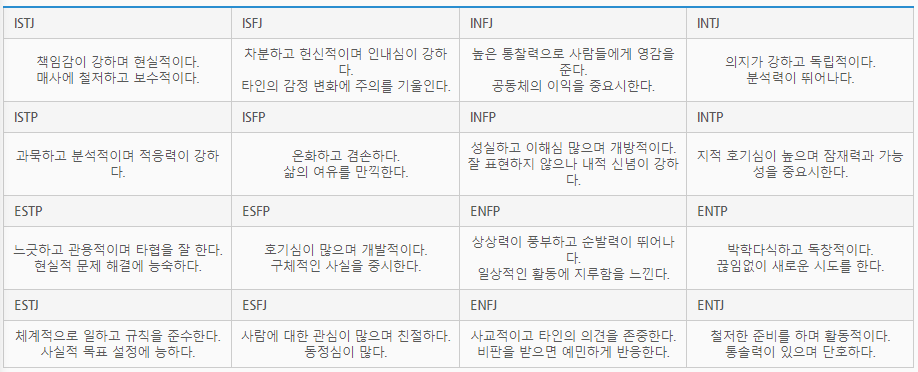 ISTJ
ISFJ
INFJ
INTJ
책임감이 강하며 현실적이다.
매사에 철저하고 보수적이다.
차분하고 헌신적이며 인내심이 강하
다.
타인의 감정 변화에 주의를 기울인다.
높은 통찰력으로 사람들에게 영감을
준다.
공동체의 이익을 중요시한다.
의지가 강하고 독립적이다.
분석력이 뛰어나다.
ISTP
ISFP
INFP
INTP
과묵하고 분석적이며 적응력이 강하
다.
온화하고 겸손하다.
삶의 여유를 만끽한다.
성실하고 이해심 많으며 개방적이다.
잘 표현하지 않으나 내적 신념이 강하
다.
지적 호기심이 높으며 잠재력과 가능
성을 중요시한다.
ESTP
ESFP
ENFP
ENTP
느긋하고 관용적이며 타협을 잘 한다.
현실적 문제 해결에 능숙하다.
호기심이 많으며 개발적이다.
구체적인 사실을 중시한다.
상상력이 풍부하고 순발력이 뛰어나
다.
일상적인 활동에 지루함을 느낀다.
박학다식하고 독창적이다.
끊임없이 새로운 시도를 한다.
ESTJ
ESFJ
ENFJ
ENTJ
체계적으로 일하고 규칙을 준수한다.
사실적 목표 설정에 능하다.
사람에 대한 관심이 많으며 친절하다.
동정심이 많다.
사교적이고 타인의 의견을 존중한다.
비판을 받으면 예민하게 반응한다.
철저한 준비를 하며 활동적이다.
통솔력이 있으며 단호하다.